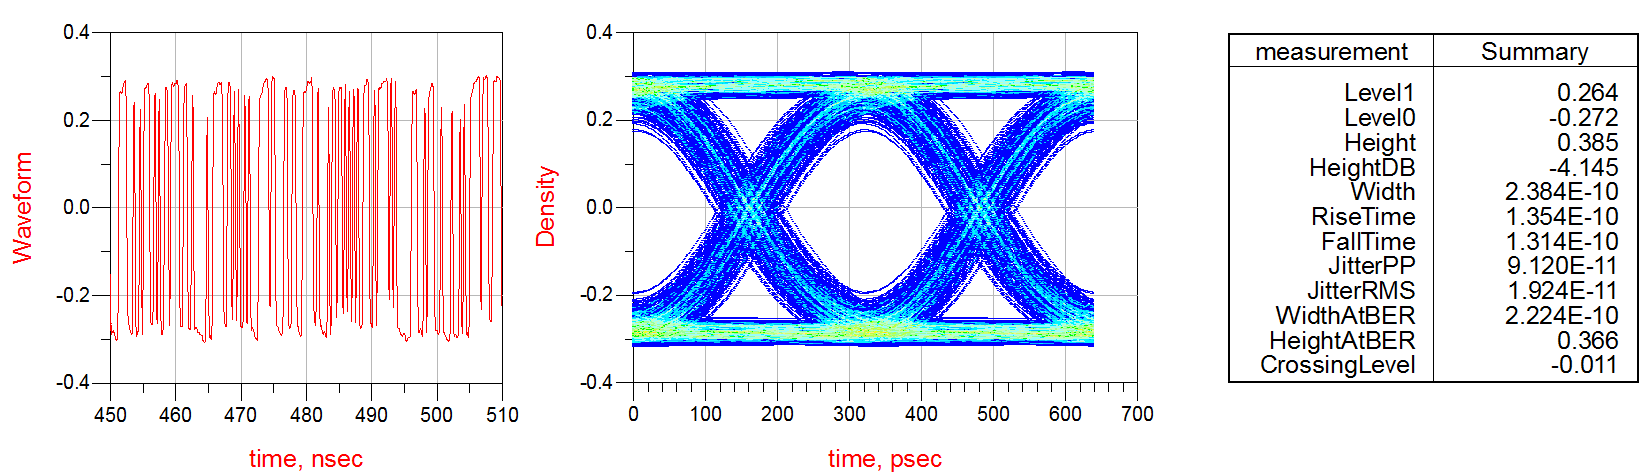 0.4
0.2
0.0
-0.2
-0.4
Waveform
450 460 470 480 490 500 510
time, nsec
0.4
0.2
0.0
-0.2
-0.4
Density
0 100 200 300 400 500 600 700
time, psec
measurement Summary
Level1 0.264
Level0 -0.272
Height 0.385
HeightDB -4.145
Width 2.384E-10
RiseTime 1.354E-10
FallTime 1.314E-10
JitterPP 9.120E-11
JitterRMS 1.924E-11
WidthAtBER 2.224E-10
HeightAtBER 0.366
CrossingLevel -0.011